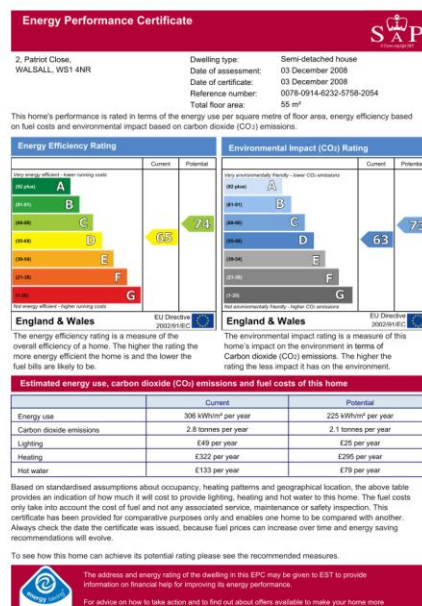 Energy Performance Certificate
SAP
2, Patriot Close,
WALSALL, WS1 4NR
Dwelling type: Semi-detached house
Date of assessment: 03 December 2008
Date of certificate: 03 December 2008
Reference number: 0078-0914-6232-5758-2054
Total floor area: 55 m²
This home's performance is rated in terms of the energy use per square metre of floor area, energy efficiency based
on fuel costs and environmental impact based on carbon dioxide (CO2) emissions.
Energy Efficiency Rating
Current Potential
Very energy efficient - lower running costs
(92 plus) A
(81-91) B
(69-80) C
(55-68) D
(39-54) E
(21-38) F
(1-20) G
65
74
Not energy efficient - higher running costs
England & Wales
EU Directive
2002/91/EC
The energy efficiency rating is a measure of the
overall efficiency of a home. The higher the rating the
more energy efficient the home is and the lower the
fuel bills are likely to be.
Environmental Impact (CO2) Rating
Current Potential
Very environmentally friendly - lower CO2 emissions
(92 plus) A
(81-91) B
(69-80) C
(55-68) D
(39-54) E
(21-38) F
(1-20) G
63
73
Not environmentally friendly - higher CO2 emissions
England & Wales
EU Directive
2002/91/EC
The environmental impact rating is a measure of this
home's impact on the environment in terms of
Carbon dioxide (CO2) emissions. The higher the
rating the less impact it has on the environment.
Estimated energy use, carbon dioxide (CO2) emissions and fuel costs of this home
Current Potential
Energy use 306 kWh/m² per year 225 kWh/m² per year
Carbon dioxide emissions 2.8 tonnes per year 2.1 tonnes per year
Lighting £49 per year £25 per year
Heating £322 per year £295 per year
Hot water £133 per year £79 per year
Based on standardised assumptions about occupancy, heating patterns and geographical location, the above table
provides an indication of how much it will cost to provide lighting, heating and hot water to this home. The fuel costs
only take into account the cost of fuel and not any associated service, maintenance or safety inspection. This
certificate has been provided for comparative purposes only and enables one home to be compared with another.
Always check the date the certificate was issued, because fuel prices can increase over time and energy saving
recommendations will evolve.
To see how this home can achieve its potential rating please see the recommended measures.
energy saving
The address and energy rating of the dwelling in this EPC may be given to EST to provide
information on financial help for improving its energy performance.
For advice on how to take action and to find out about offers available to make your home more